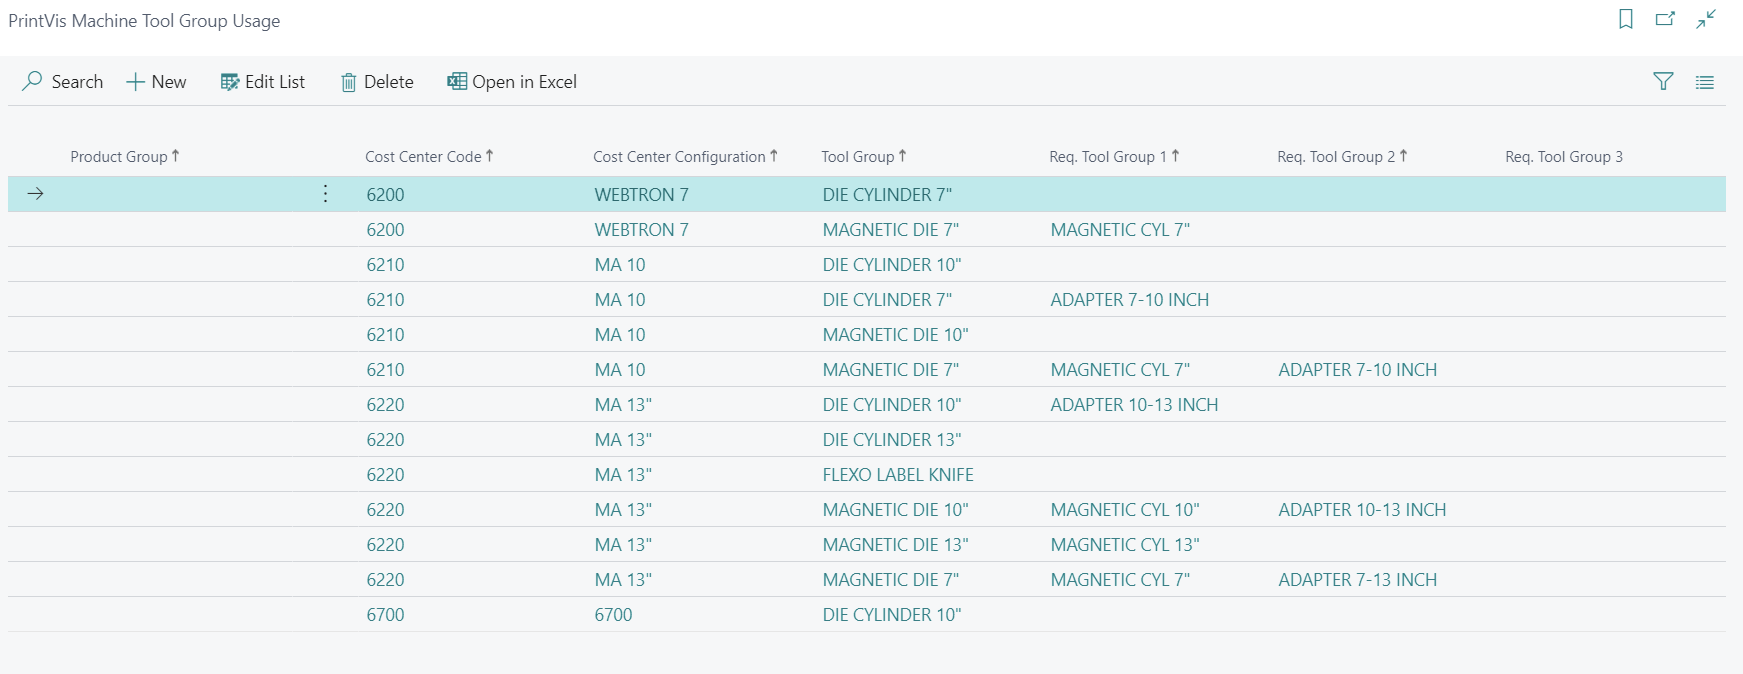 PrintVis Machine Tool Group Usage
Search New Edit List Delete Open in Excel
Product Group Cost Center Code Cost Center Configuration Tool Group Req. Tool Group 1 Req. Tool Group 2 Req. Tool Group 3
6200 WEBTRON 7 DIE CYLINDER 7"
6200 WEBTRON 7 MAGNETIC DIE 7" MAGNETIC CYL 7"
6210 MA 10 DIE CYLINDER 10"
6210 MA 10 DIE CYLINDER 7" ADAPTER 7-10 INCH
6210 MA 10 MAGNETIC DIE 10"
6210 MA 10 MAGNETIC DIE 7" MAGNETIC CYL 7" ADAPTER 7-10 INCH
6220 MA 13" DIE CYLINDER 10" ADAPTER 10-13 INCH
6220 MA 13" DIE CYLINDER 13"
6220 MA 13" FLEXO LABEL KNIFE
6220 MA 13" MAGNETIC DIE 10" MAGNETIC CYL 10" ADAPTER 10-13 INCH
6220 MA 13" MAGNETIC DIE 13" MAGNETIC CYL 13"
6220 MA 13" MAGNETIC DIE 7" MAGNETIC CYL 7" ADAPTER 7-13 INCH
6700 6700 DIE CYLINDER 10"